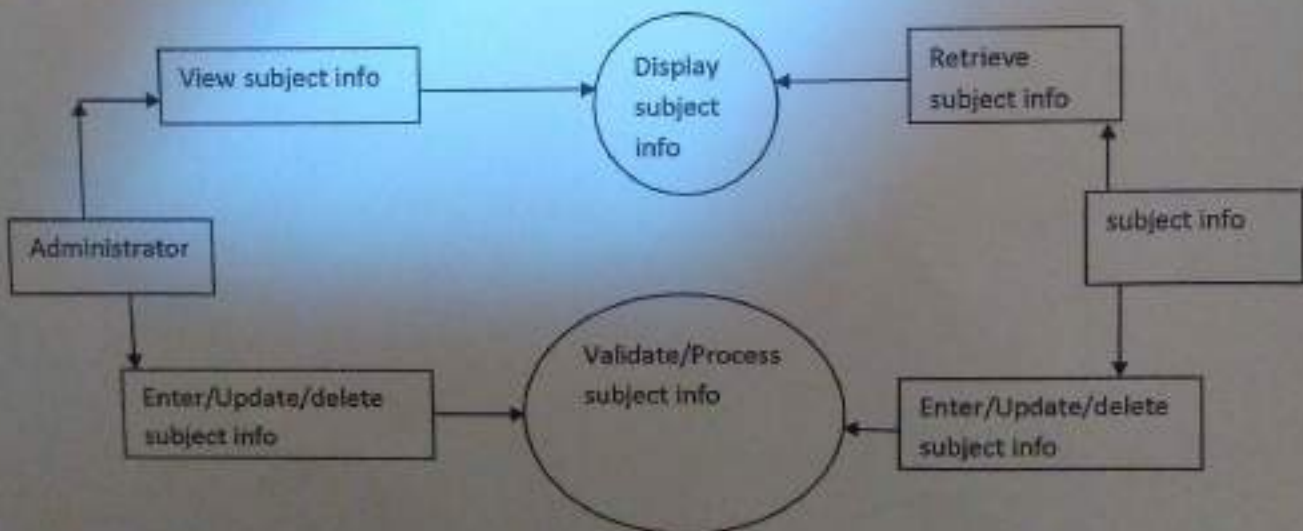 View subject info
Display
subject
info
Retrieve
subject info
Administrator
subject info
Enter/Update/delete
subject info
Validate/Process
subject info
Enter/Update/delete
subject info